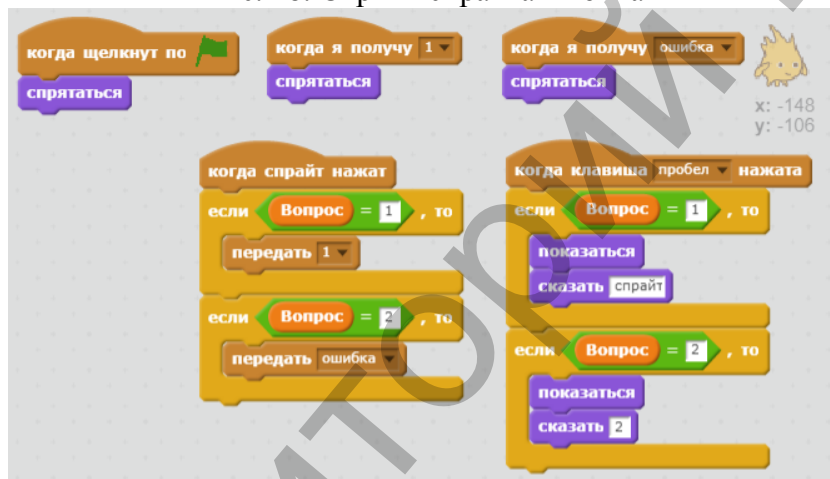 когда щелкнут по
спрятаться
когда я получу 1
спрятаться
когда я получу ошибка
спрятаться
x: -148
y: -106
когда спрайт нажат
если Вопрос = 1 , то
передать 1
если Вопрос = 2 , то
передать ошибка
когда клавиша пробел нажата
если Вопрос = 1 , то
показаться
сказать спрайт
если Вопрос = 2 , то
показаться
сказать 2